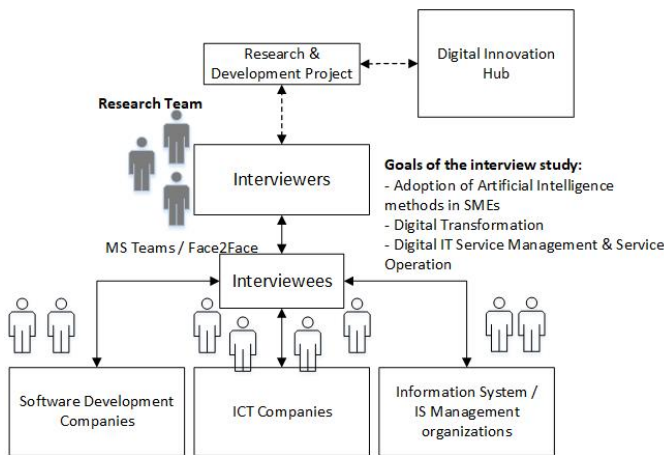 Research &
Development Project
Digital Innovation
Hub
Research Team
Interviewers
Goals of the interview study:
- Adoption of Artificial Intelligence
methods in SMEs
- Digital Transformation
- Digital IT Service Management & Service
Operation
MS Teams / Face2Face
Interviewees
Software Development
Companies
ICT Companies
Information System /
IS Management
organizations